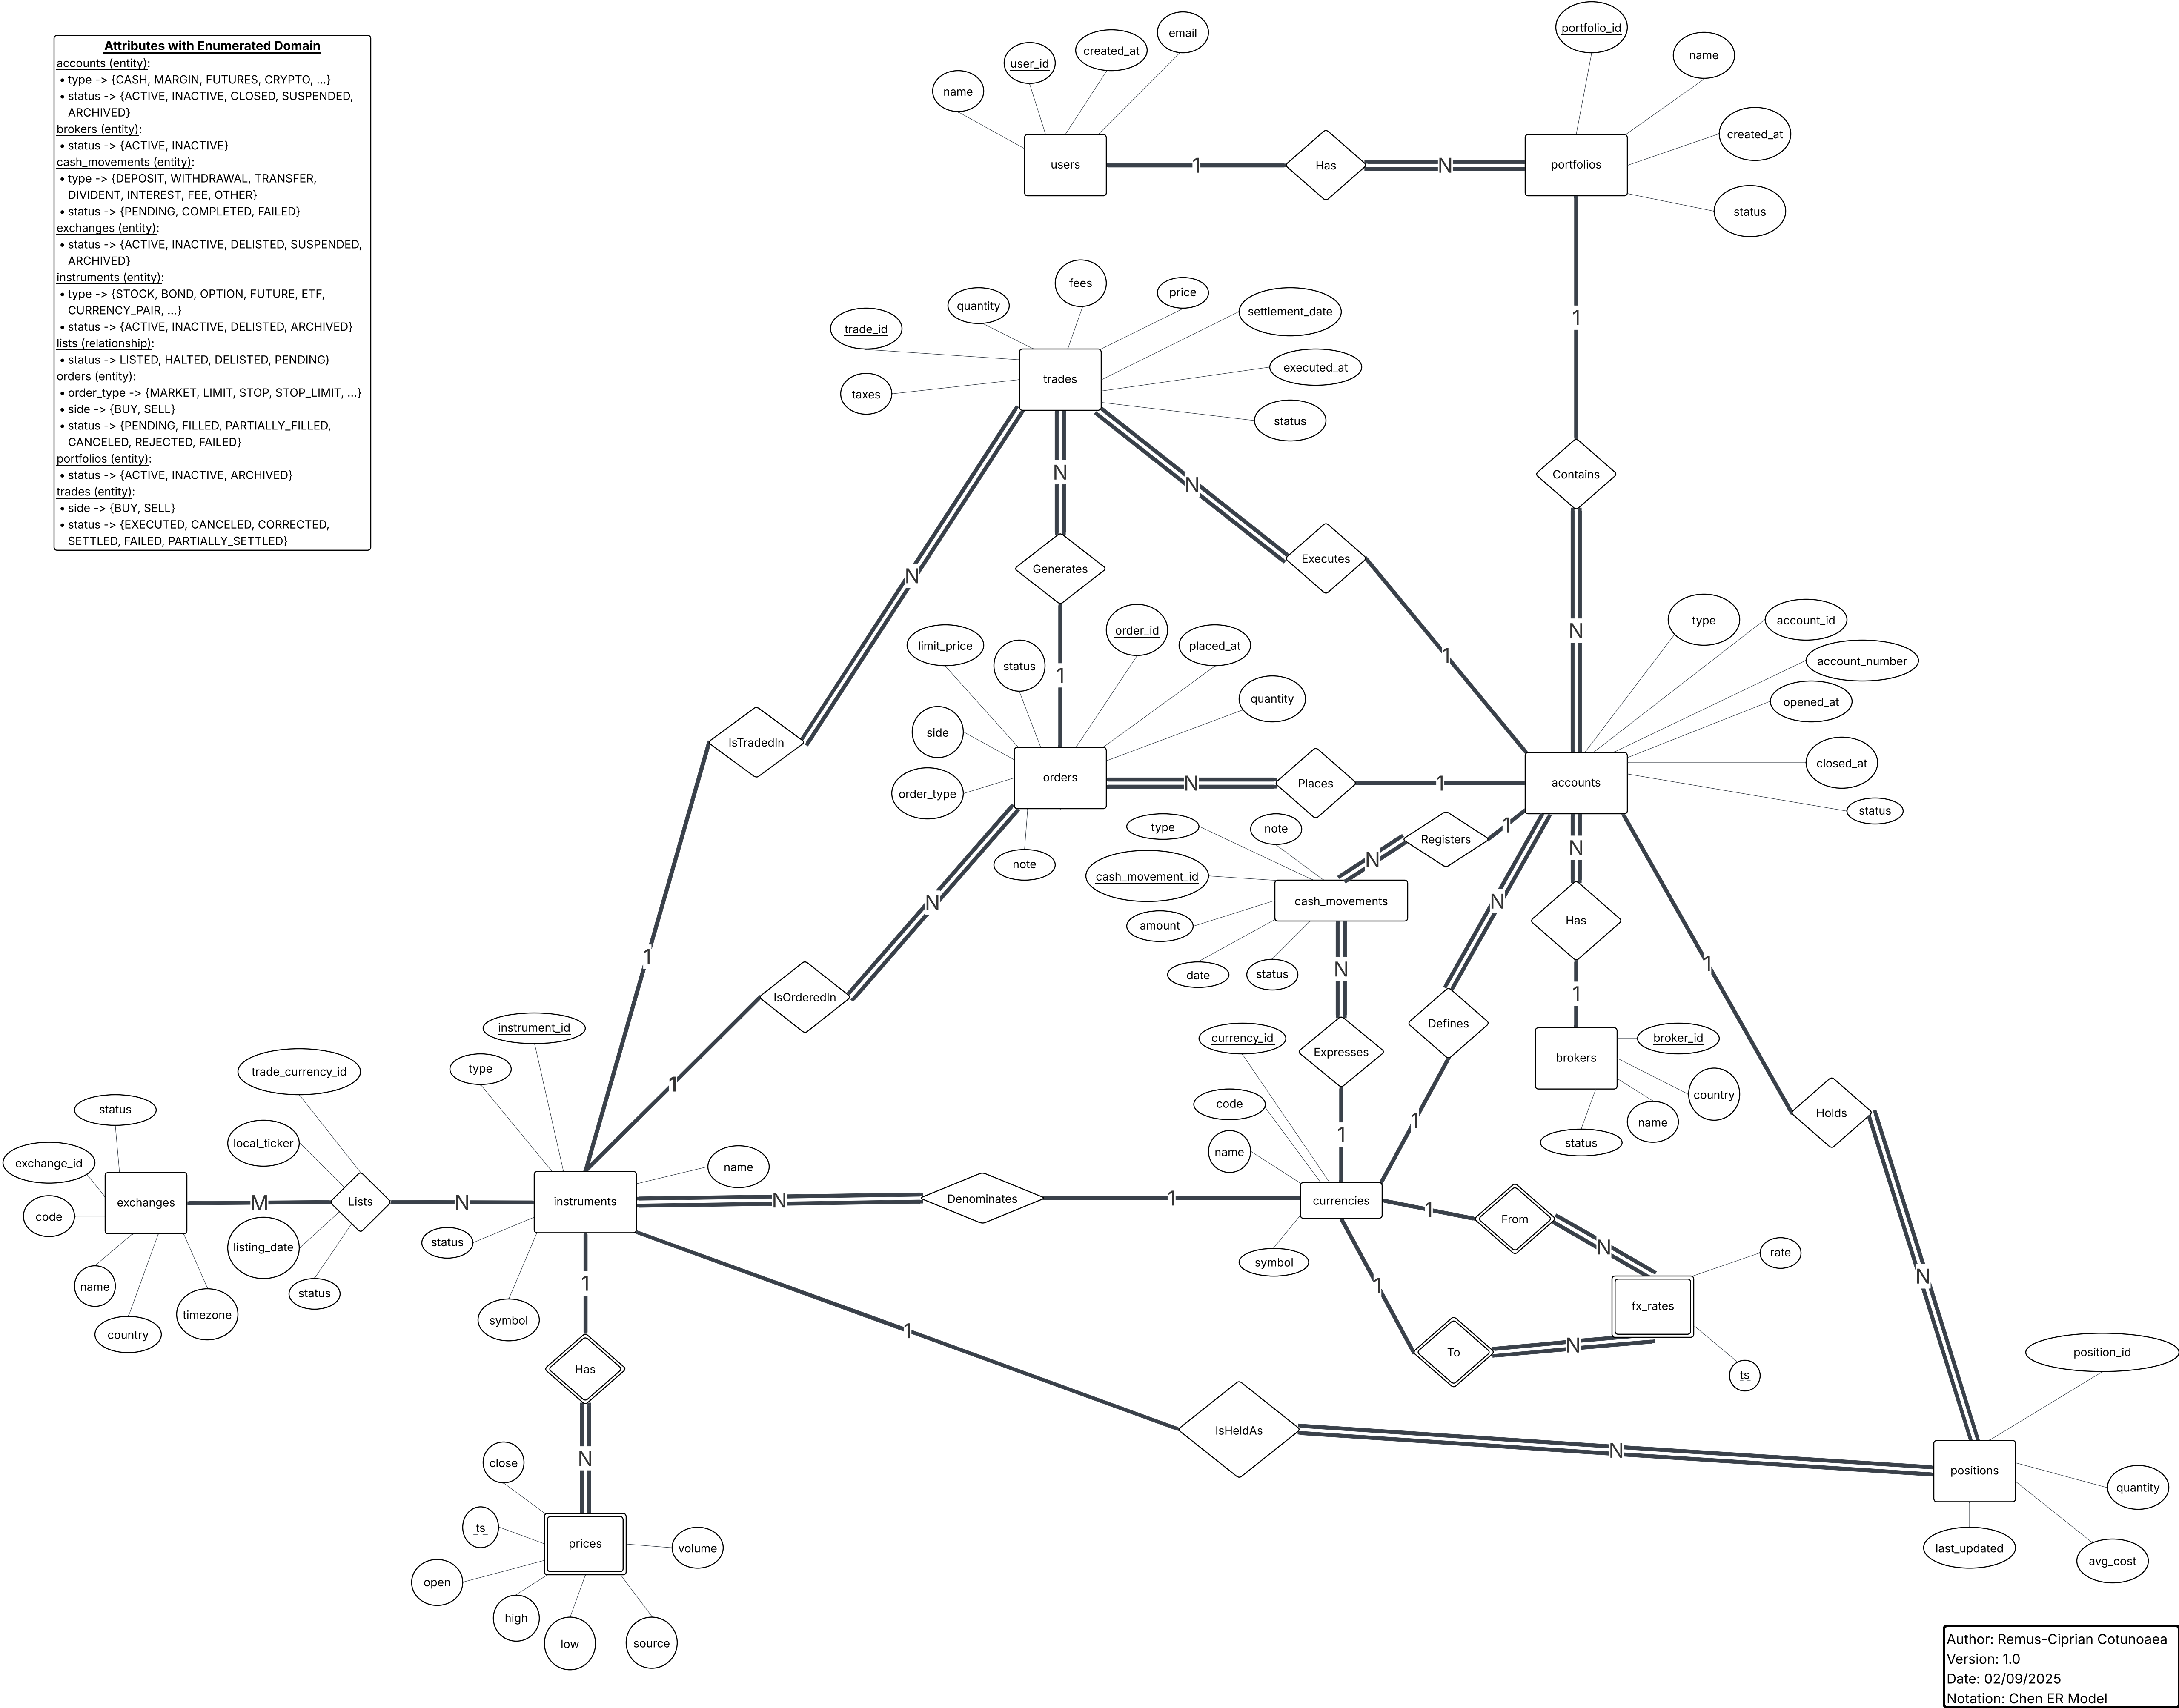 Attributes with Enumerated Domain
accounts (entity):
• type -> {CASH, MARGIN, FUTURES, CRYPTO, ...}
• status -> {ACTIVE, INACTIVE, CLOSED, SUSPENDED,
ARCHIVED}
brokers (entity):
• status -> {ACTIVE, INACTIVE}
cash_movements (entity):
• type -> {DEPOSIT, WITHDRAWAL, TRANSFER,
DIVIDENT, INTEREST, FEE, OTHER}
• status -> {PENDING, COMPLETED, FAILED}
exchanges (entity):
• status -> {ACTIVE, INACTIVE, DELISTED, SUSPENDED,
ARCHIVED}
instruments (entity):
• type -> {STOCK, BOND, OPTION, FUTURE, ETF,
CURRENCY_PAIR, ...}
• status -> {ACTIVE, INACTIVE, DELISTED, ARCHIVED}
lists (relationship):
• status -> LISTED, HALTED, DELISTED, PENDING)
orders (entity):
• order_type -> {MARKET, LIMIT, STOP, STOP_LIMIT, ...}
• side -> {BUY, SELL}
• status -> {PENDING, FILLED, PARTIALLY_FILLED,
CANCELED, REJECTED, FAILED}
portfolios (entity):
• status -> {ACTIVE, INACTIVE, ARCHIVED}
trades (entity):
• side -> {BUY, SELL}
• status -> {EXECUTED, CANCELED, CORRECTED,
SETTLED, FAILED, PARTIALLY_SETTLED}
name
user_id
created_at
email
users
1
Has
N
portfolios
portfolio_id
name
created_at
status
1
Contains
N
trade_id
quantity
fees
price
settlement_date
executed_at
status
taxes
trades
N
N
N
Generates
Executes
1
1
IsTradedIn
1
limit_price
status
order_id
placed_at
quantity
side
order_type
note
orders
N
Places
1
accounts
type
account_id
account_number
opened_at
closed_at
status
N
IsOrderedIn
1
type
note
cash_movement_id
amount
date
status
cash_movements
N
Registers
1
N
Expresses
1
N
Defines
1
N
Has
1
brokers
broker_id
country
name
status
1
Holds
N
exchange_id
status
code
name
country
timezone
exchanges
M
Lists
N
trade_currency_id
local_ticker
listing_date
status
instruments
instrument_id
type
name
status
symbol
N
Denominates
1
currencies
currency_id
code
name
symbol
1
From
N
1
To
N
fx_rates
rate
ts
1
Has
N
prices
close
ts
open
high
low
source
volume
1
IsHeldAs
N
positions
position_id
quantity
avg_cost
last_updated
Author: Remus-Ciprian Cotunoaea
Version: 1.0
Date: 02/09/2025
Notation: Chen ER Model